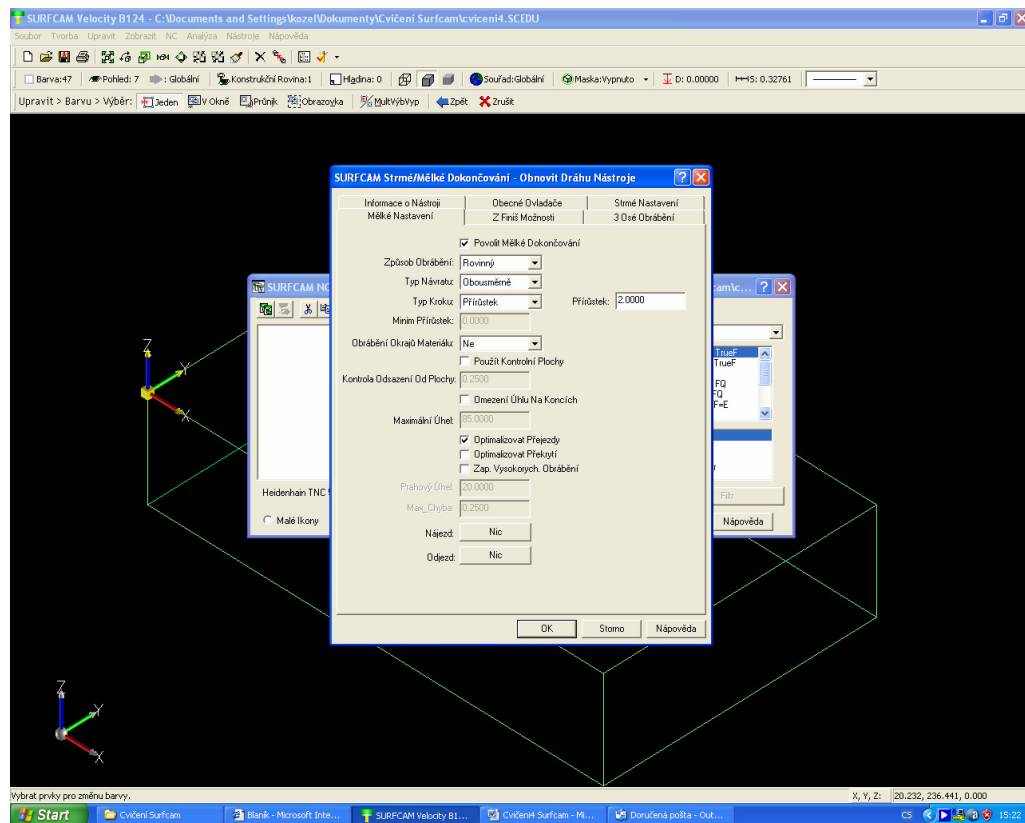 SURFCAM Velocity B124 - C:\Documents and Settings\kozel\Dokumenty\Cvičení Surfcam\cviceni4.SCEDU
Soubor Tvorba Upravit Zobrazit NC Analýza Nástroje Nápověda
Barva:47 Pohled: 7 : Globální Konstrukční Rovina:1 Hladina: 0 Souřad:Globální Maska:Vypnuto D: 0.00000 S: 0.32761
Upravit > Barvu > Výběr: Jeden V Okně Průnik Obrazovka MultVýbVyp Zpět Zrušit
SURFCAM Strmé/Mělké Dokončování - Obnovit Dráhu Nástroje
Informace o Nástroji Obecné Ovladače Strmé Nastavení
Mělké Nastavení Z Finiš Možnosti 3 Osé Obrábění
Povolit Mělké Dokončování
Způsob Obrábění: Rovinný
Typ Návratu: Obousměrně
Typ Kroku: Přírůstek Přírůstek: 2.0000
Minim Přírůstek: 0.0000
Obrábění Okrajů Materiálu: Ne
Použít Kontrolní Plochy
Kontrola Odsazení Od Plochy: 0.2500
Omezení Úhlu Na Koncích
Maximální Úhel: 85.0000
Optimalizovat Přejezdy
Optimalizovat Překrytí
Zap. Vysokorych. Obrábění
Prahový Úhel: 20.0000
Max_Chyba: 0.2500
Nájezd: Nic
Odjezd: Nic
OK Storno Nápověda
SURFCAM NC
am\c...
TrueF
TrueF
FQ
FQ
F=E
Heidenhain TNC
Filtr
Malé Ikony
Nápověda
Z
Y
X
Z
Y
X
Vybrat prvky pro změnu barvy. X, Y, Z: 20.232, 236.441, 0.000
Start Cvičení Surfcam Blaník - Microsoft Inte... SURFCAM Velocity B1... Cvičení4 Surfcam - Mi... Doručená pošta - Out... CS 15:22